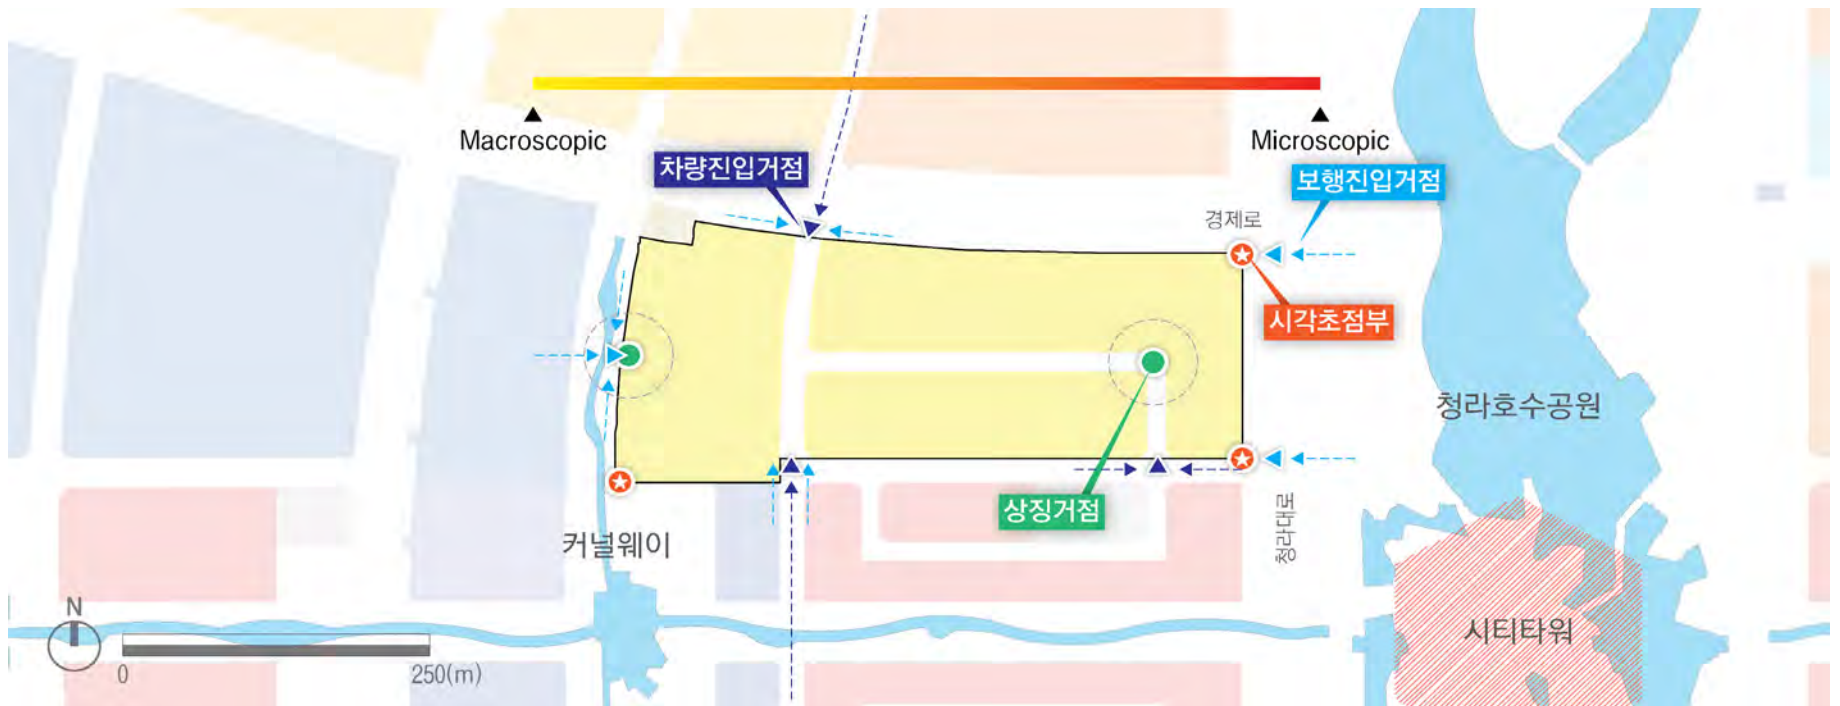 Macroscopic
Microscopic
차량진입거점
보행진입거점
경제로
시각초점부
청라호수공원
상징거점
청라대로
커널웨이
시티타워
N
0
250(m)